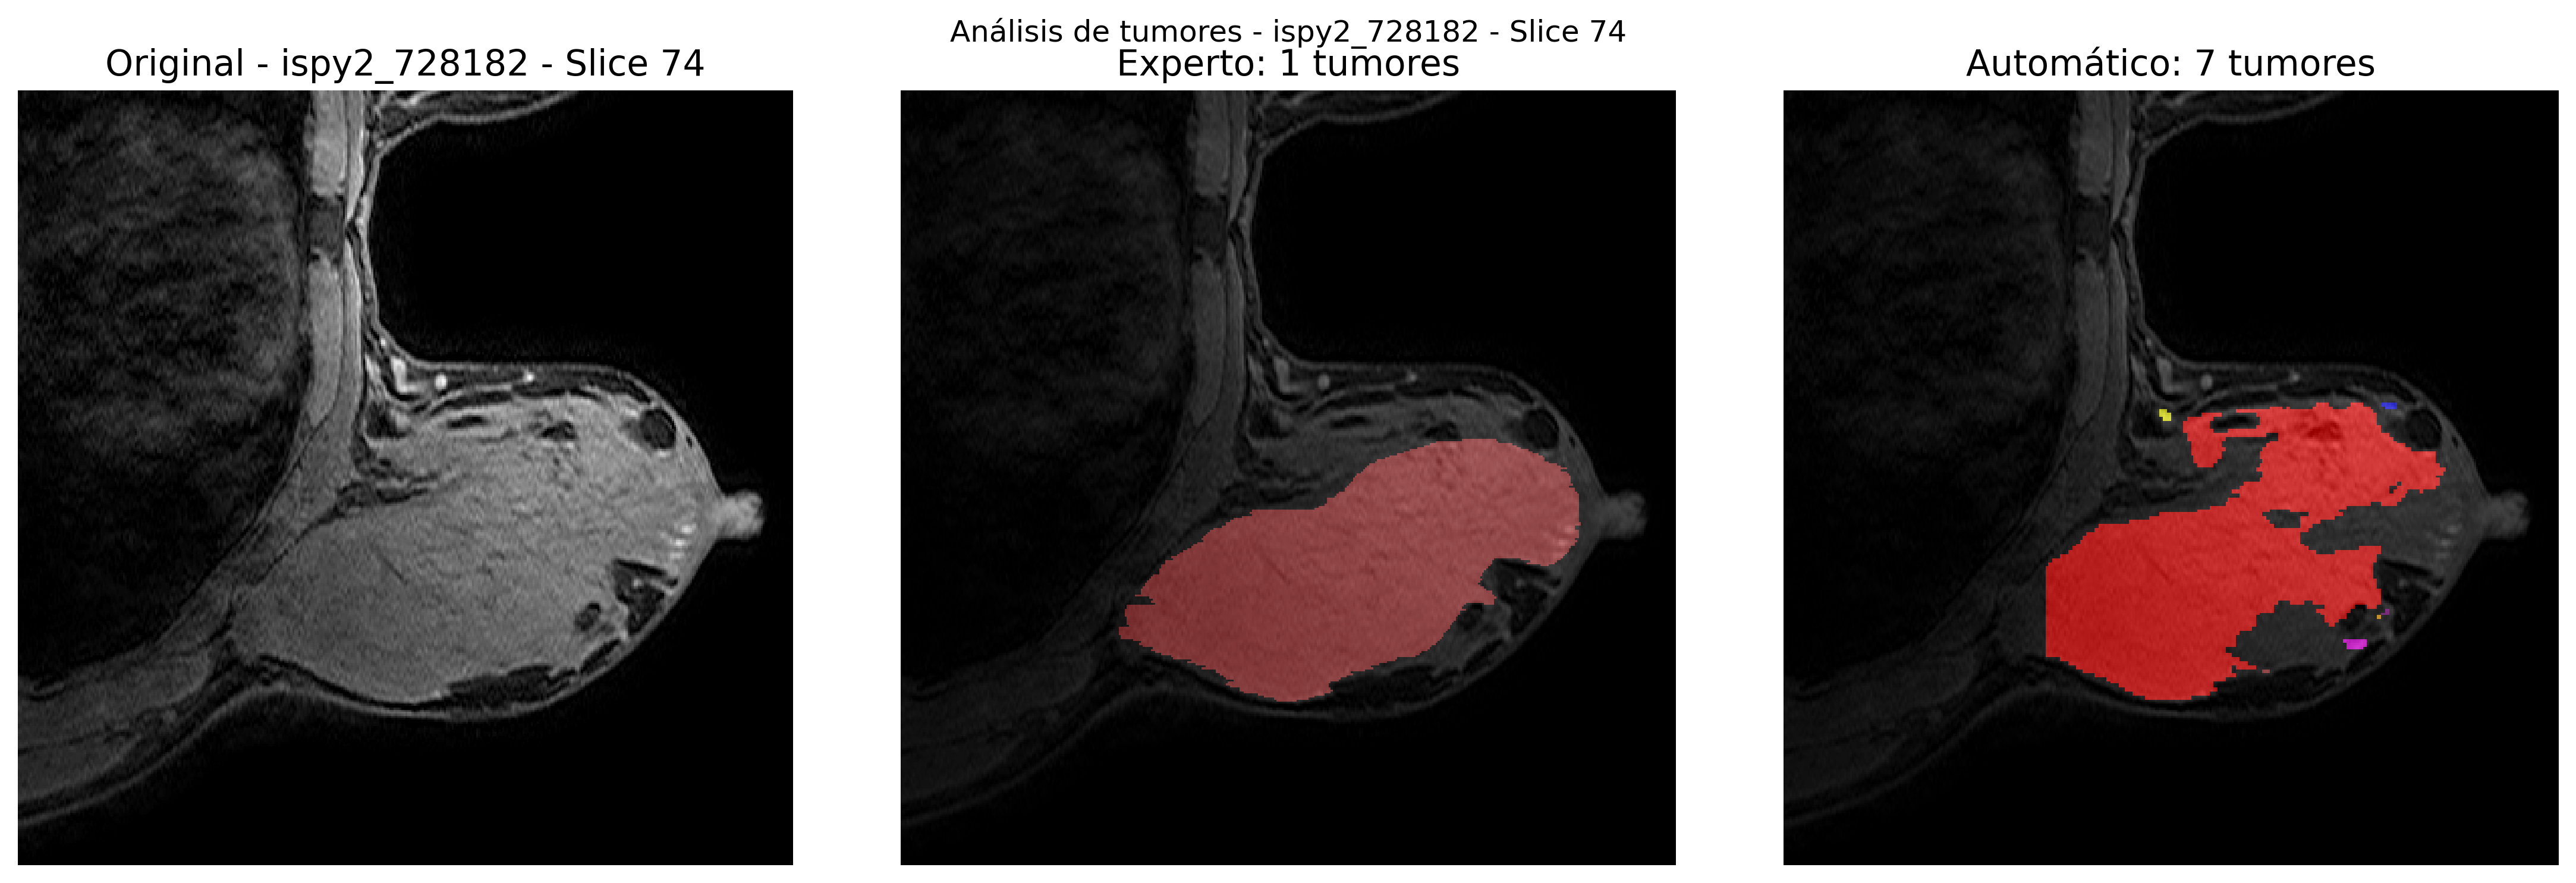 Análisis de tumores - ispy2_728182 - Slice 74
Original - ispy2_728182 - Slice 74
Experto: 1 tumores
Automático: 7 tumores